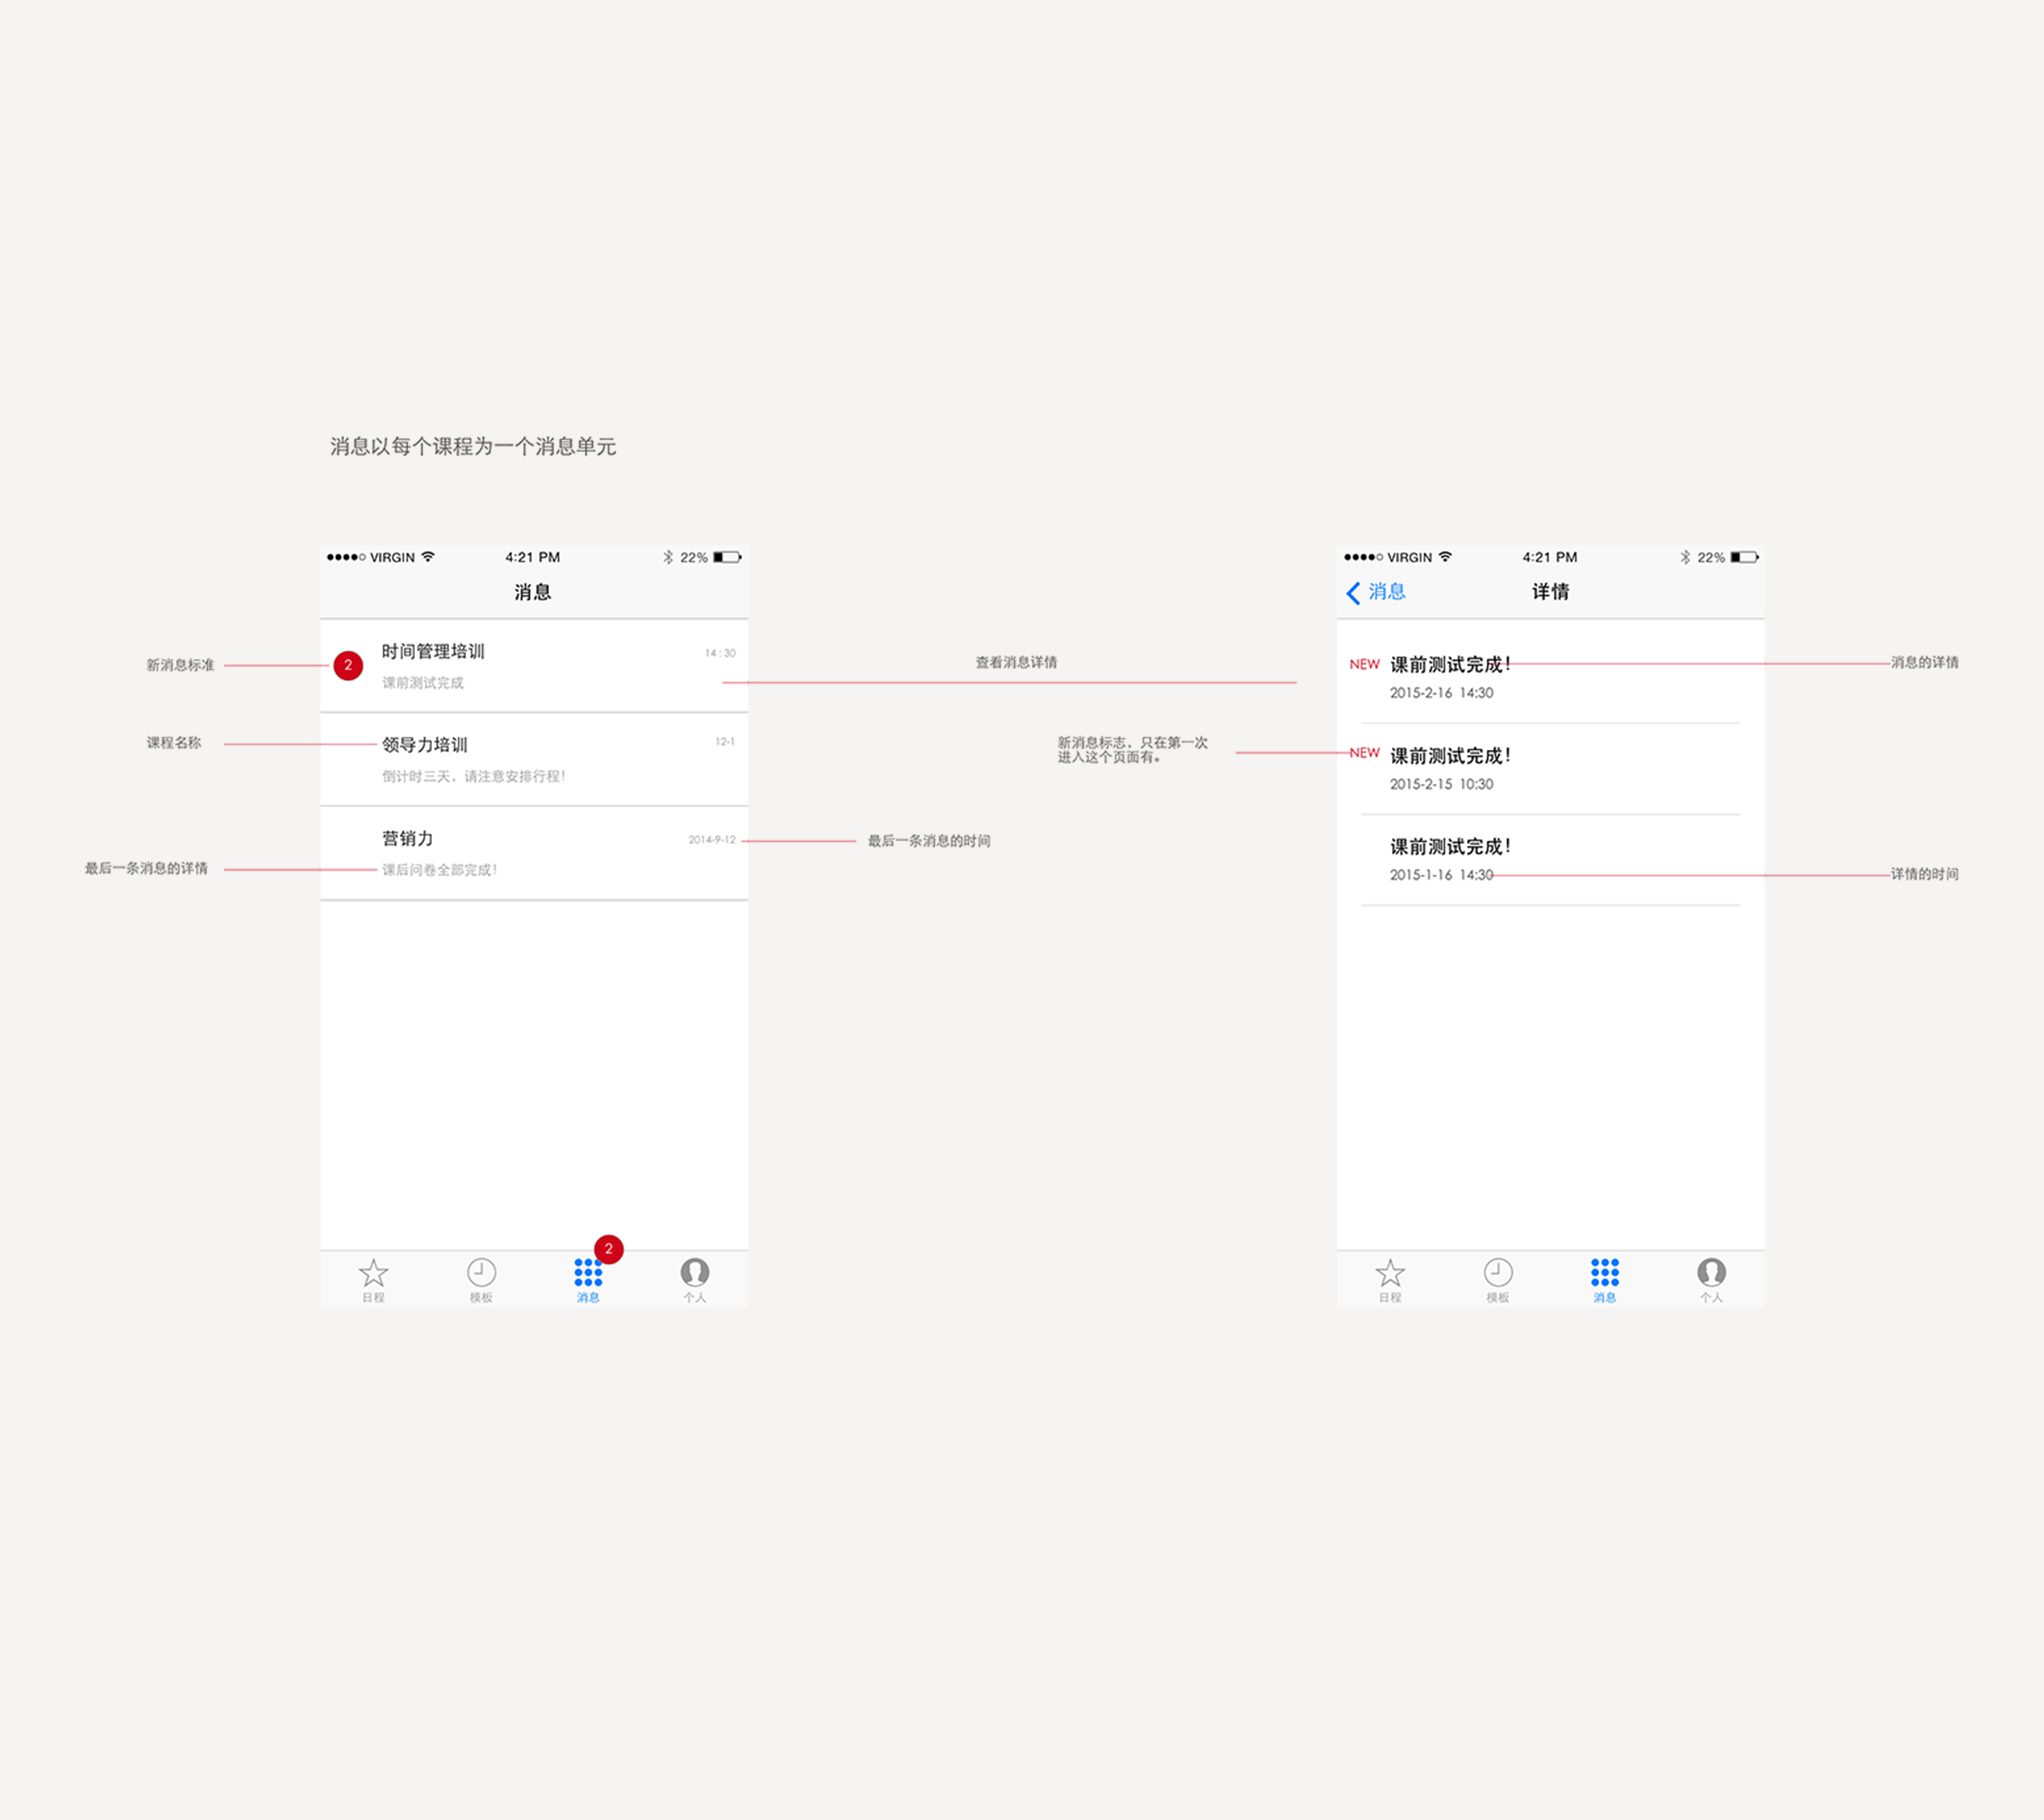 消息以每个课程为一个消息单元
VIRGIN 4:21 PM 22%
消息
新消息标准
2
时间管理培训 14:30
课前测试完成
课程名称
领导力培训 12-1
倒计时三天，请注意安排行程！
营销力 2014-9-12
最后一条消息的详情
课后问卷全部完成！
最后一条消息的时间
2
日程 模板 消息 个人
查看消息详情
新消息标志，只在第一次
进入这个页面有。
VIRGIN 4:21 PM 22%
消息 详情
NEW 课前测试完成！
2015-2-16 14:30
消息的详情
NEW 课前测试完成！
2015-2-15 10:30
课前测试完成！
2015-1-16 14:30
详情的时间
日程 模板 消息 个人